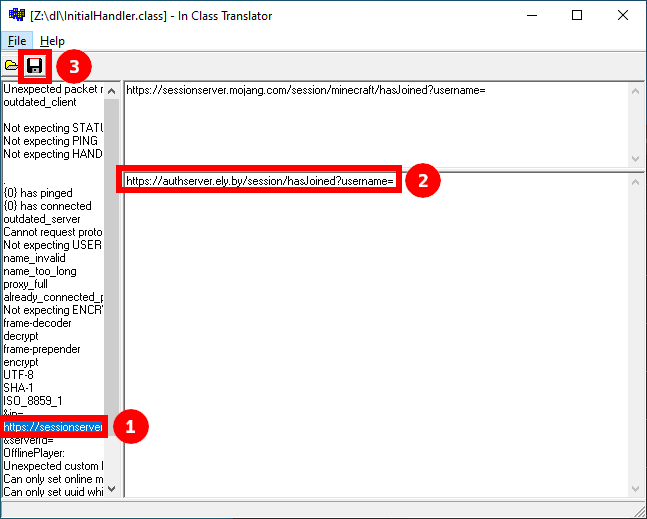 [Z:\dl\InitialHandler.class] - In Class Translator
File Help
3
Unexpected packet r
outdated_client
Not expecting STATU
Not expecting PING
Not expecting HAND
.
{0} has pinged
{0} has connected
outdated_server
Cannot request proto
Not expecting USER
name_invalid
name_too_long
proxy_full
already_connected_p
Not expecting ENCRY
frame-decoder
decrypt
frame-prepender
encrypt
UTF-8
SHA-1
ISO_8859_1
&ip=
https://sessionserver
1
&serverId=
OfflinePlayer:
Unexpected custom l
Can only set online m
Can only set uuid whi
https://sessionserver.mojang.com/session/minecraft/hasJoined?username=
https://authserver.ely.by/session/hasJoined?username=
2